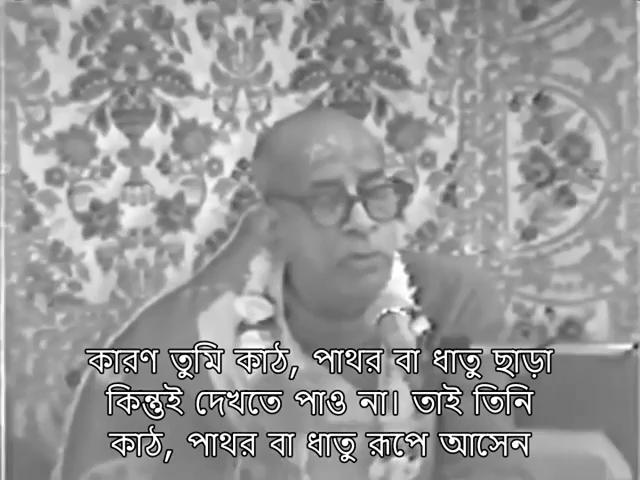 কারণ তুমি কাঠ, পাথর বা ধাতু ছাড়া
কিন্তুই দেখতে পাও না। তাই তিনি
কাঠ, পাথর বা ধাতু রূপে আসেন